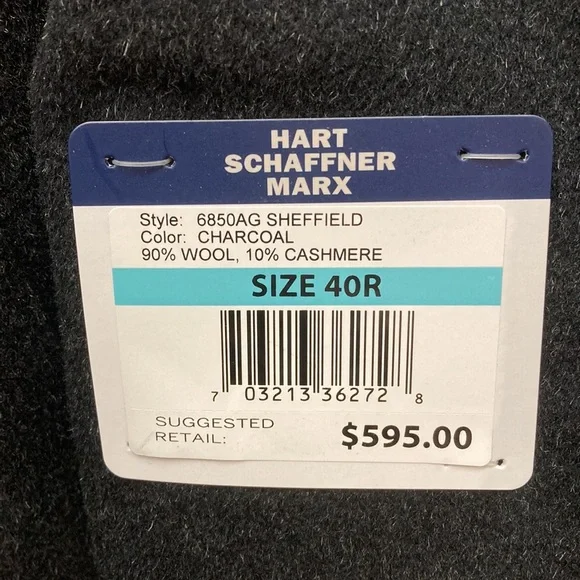 HART
SCHAFFNER
MARX
Style: 6850AG SHEFFIELD
Color: CHARCOAL
90% WOOL, 10% CASHMERE
SIZE 40R
7 03213 36272 8
SUGGESTED
RETAIL: $595.00